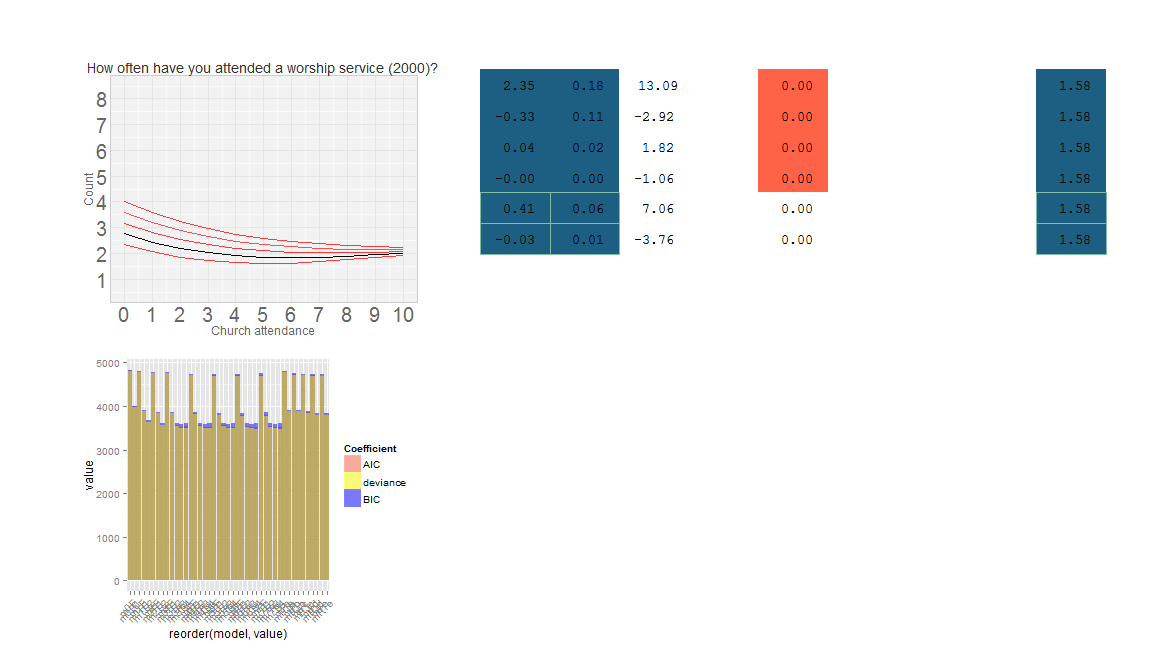 How often have you attended a worship service (2000)?
8
7
6
5
4
3
2
1
Count
0 1 2 3 4 5 6 7 8 9 10
Church attendance
2.35 0.18 13.09 0.00 1.58
-0.33 0.11 -2.92 0.00 1.58
0.04 0.02 1.82 0.00 1.58
-0.00 0.00 -1.06 0.00 1.58
0.41 0.06 7.06 0.00 1.58
-0.03 0.01 -3.76 0.00 1.58
5000
4000
3000
2000
1000
0
value
reorder(model, value)
Coefficient
AIC
deviance
BIC